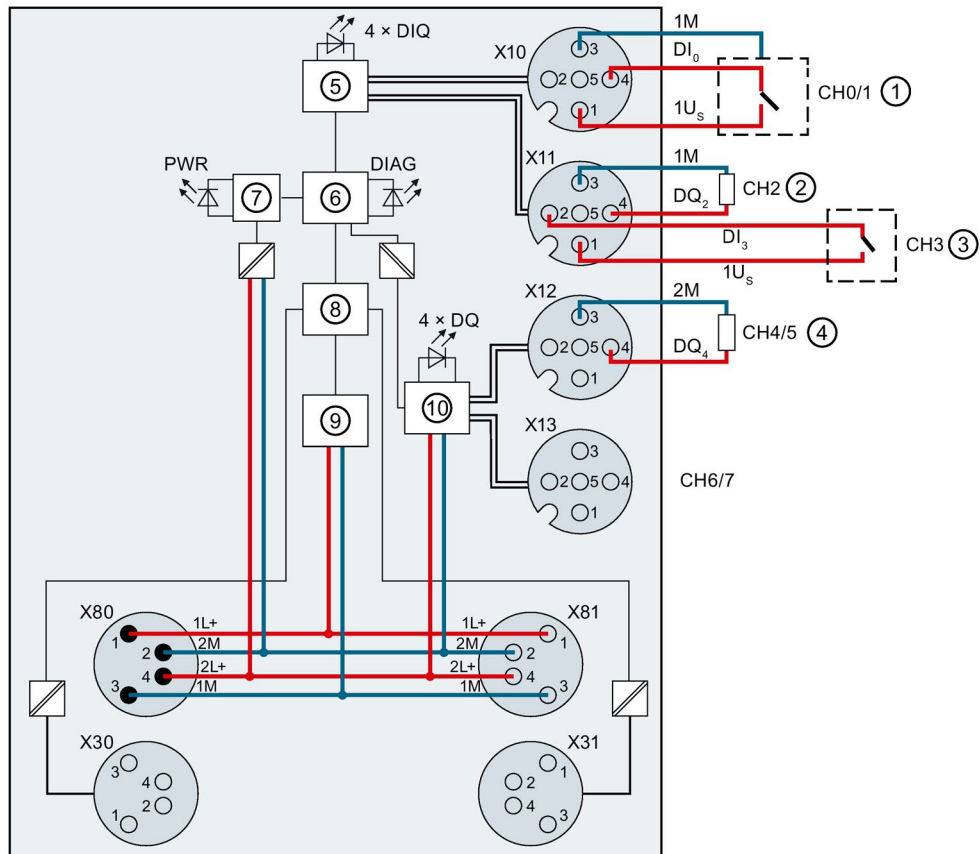 4 × DIQ
1M
X10
3
DI0
2 5 4
CH0/1 1
5
1
1US
PWR
DIAG
X11
1M
3
CH2 2
7
6
DQ2
2 5 4
DI3
CH3 3
1
1US
X12
2M
8
3
4 × DQ
CH4/5 4
2 5 4
DQ4
1
9
10
X13
3
2 5 4
CH6/7
1
X80
X81
1L+
1L+
1
1
2M
2M
2
2
2L+
2L+
4
4
1M
1M
3
3
X30
X31
3
1
4
2
2
4
1
3